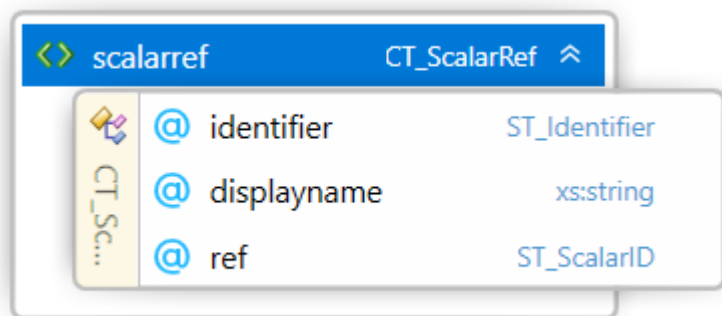 scalarref CT_ScalarRef
CT_Sc...
@ identifier ST_Identifier
@ displayname xs:string
@ ref ST_ScalarID